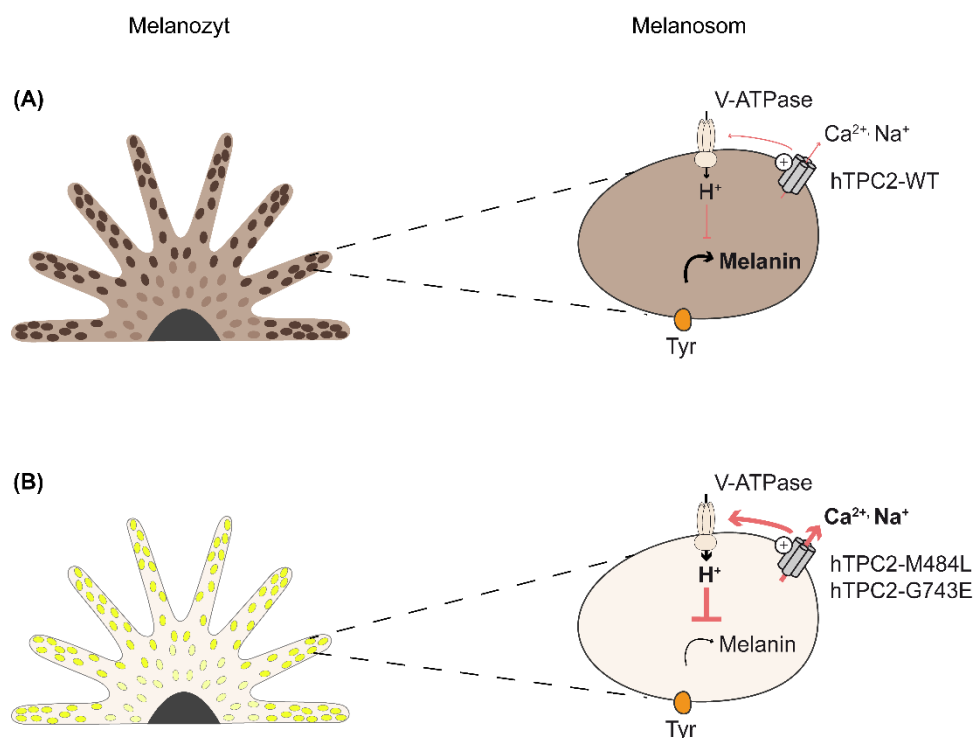 Melanozyt
Melanosom
(A)
V-ATPase
Ca²⁺, Na⁺
+
hTPC2-WT
H⁺
Melanin
Tyr
(B)
V-ATPase
Ca²⁺, Na⁺
+
hTPC2-M484L
hTPC2-G743E
H⁺
Melanin
Tyr